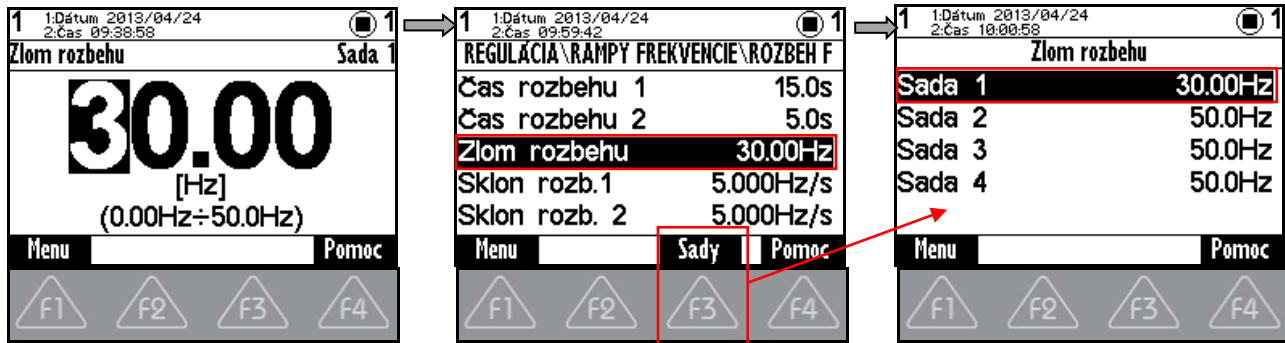 1 1:Dátum 2013/04/24 1
2:Čas 09:38:58
Zlom rozbehu Sada 1
30.00
[Hz]
(0.00Hz÷50.0Hz)
Menu Pomoc
F1 F2 F3 F4
1 1:Dátum 2013/04/24 1
2:Čas 09:59:42
REGULÁCIA\RAMPY FREKVENCIE\ROZBEH F
Čas rozbehu 1 15.0s
Čas rozbehu 2 5.0s
Zlom rozbehu 30.00Hz
Sklon rozb.1 5.000Hz/s
Sklon rozb. 2 5.000Hz/s
Menu Sady Pomoc
F1 F2 F3 F4
1 1:Dátum 2013/04/24 1
2:Čas 10:00:58
Zlom rozbehu
Sada 1 30.00Hz
Sada 2 50.0Hz
Sada 3 50.0Hz
Sada 4 50.0Hz
Menu Pomoc
F1 F2 F3 F4